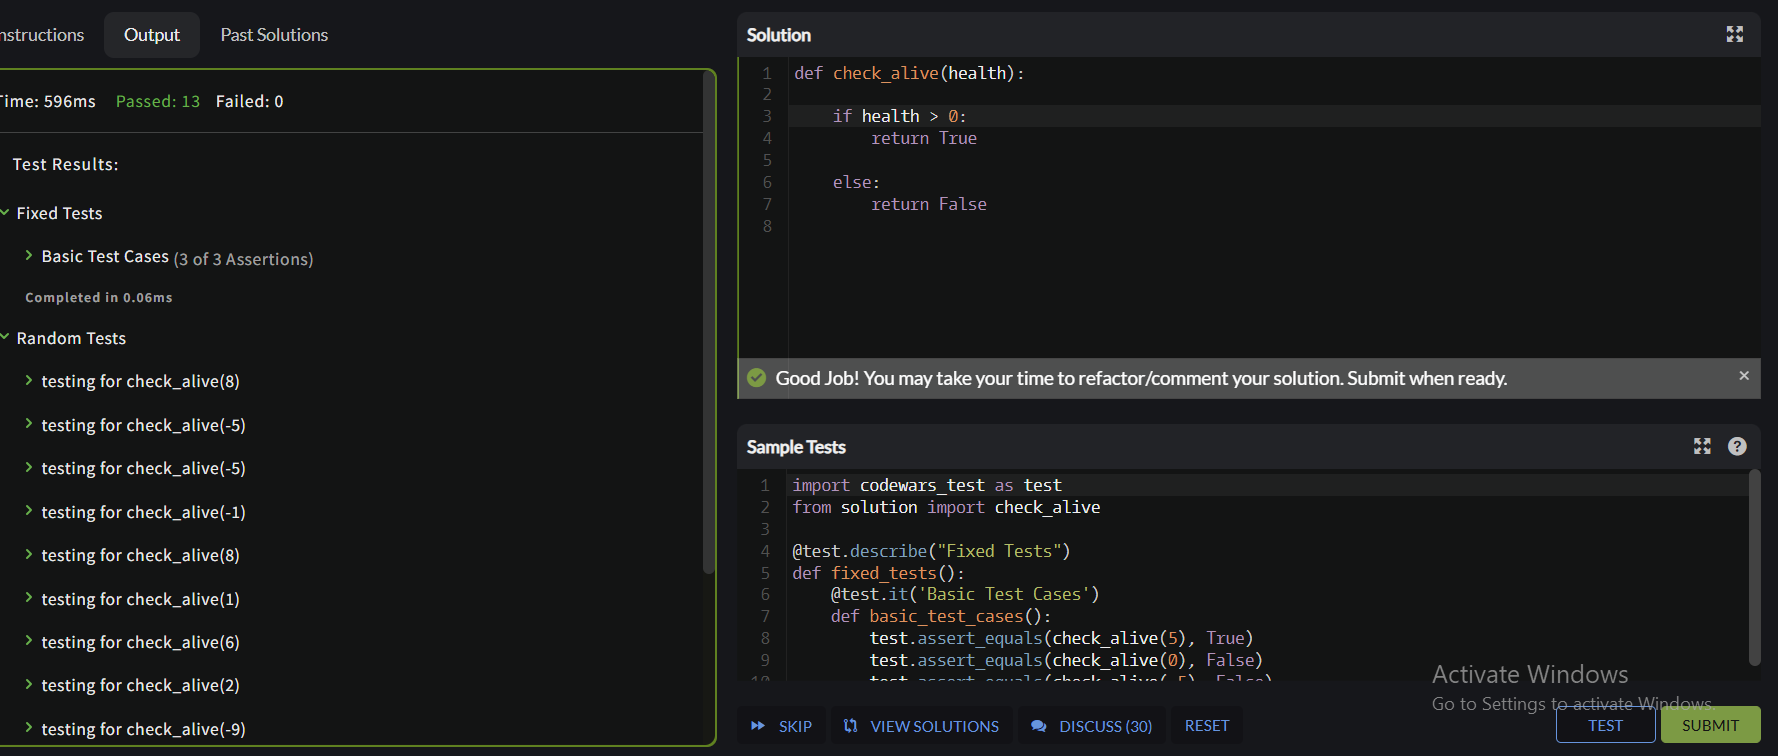 nstructions
Output
Past Solutions
Time: 596ms Passed: 13 Failed: 0
Test Results:
Fixed Tests
Basic Test Cases (3 of 3 Assertions)
Completed in 0.06ms
Random Tests
testing for check_alive(8)
testing for check_alive(-5)
testing for check_alive(-5)
testing for check_alive(-1)
testing for check_alive(8)
testing for check_alive(1)
testing for check_alive(6)
testing for check_alive(2)
testing for check_alive(-9)
Solution
1 def check_alive(health):
2
3 if health > 0:
4 return True
5
6 else:
7 return False
8
Good Job! You may take your time to refactor/comment your solution. Submit when ready.
Sample Tests
1 import codewars_test as test
2 from solution import check_alive
3
4 @test.describe("Fixed Tests")
5 def fixed_tests():
6 @test.it('Basic Test Cases')
7 def basic_test_cases():
8 test.assert_equals(check_alive(5), True)
9 test.assert_equals(check_alive(0), False)
10 test.assert_equals(check_alive(-5), False)
Activate Windows
Go to Settings to activate Windows.
SKIP
VIEW SOLUTIONS
DISCUSS (30)
RESET
TEST
SUBMIT